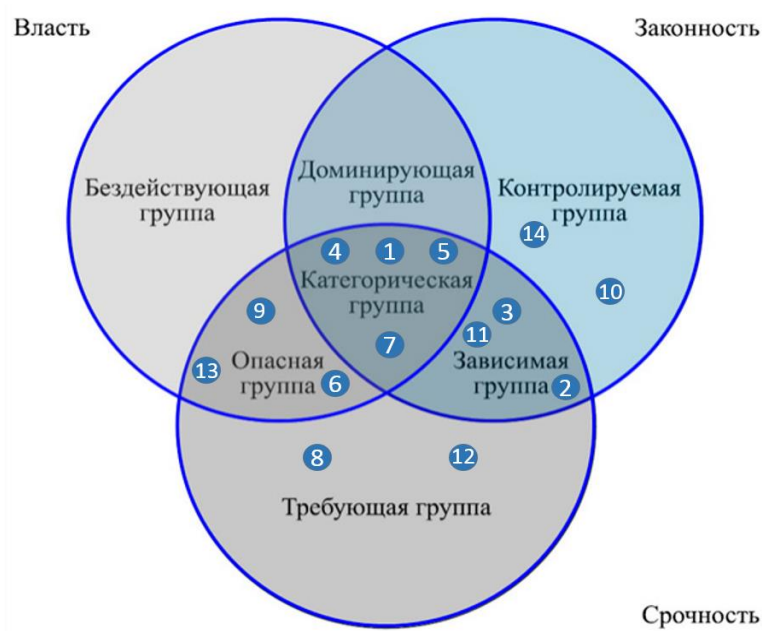 Власть
Законность
Доминирующая
группа
Бездействующая
группа
Контролируемая
группа
14
4
1
5
Категорическая
группа
10
9
3
11
7
Опасная
группа
13
6
Зависимая
группа
2
8
12
Требующая группа
Срочность